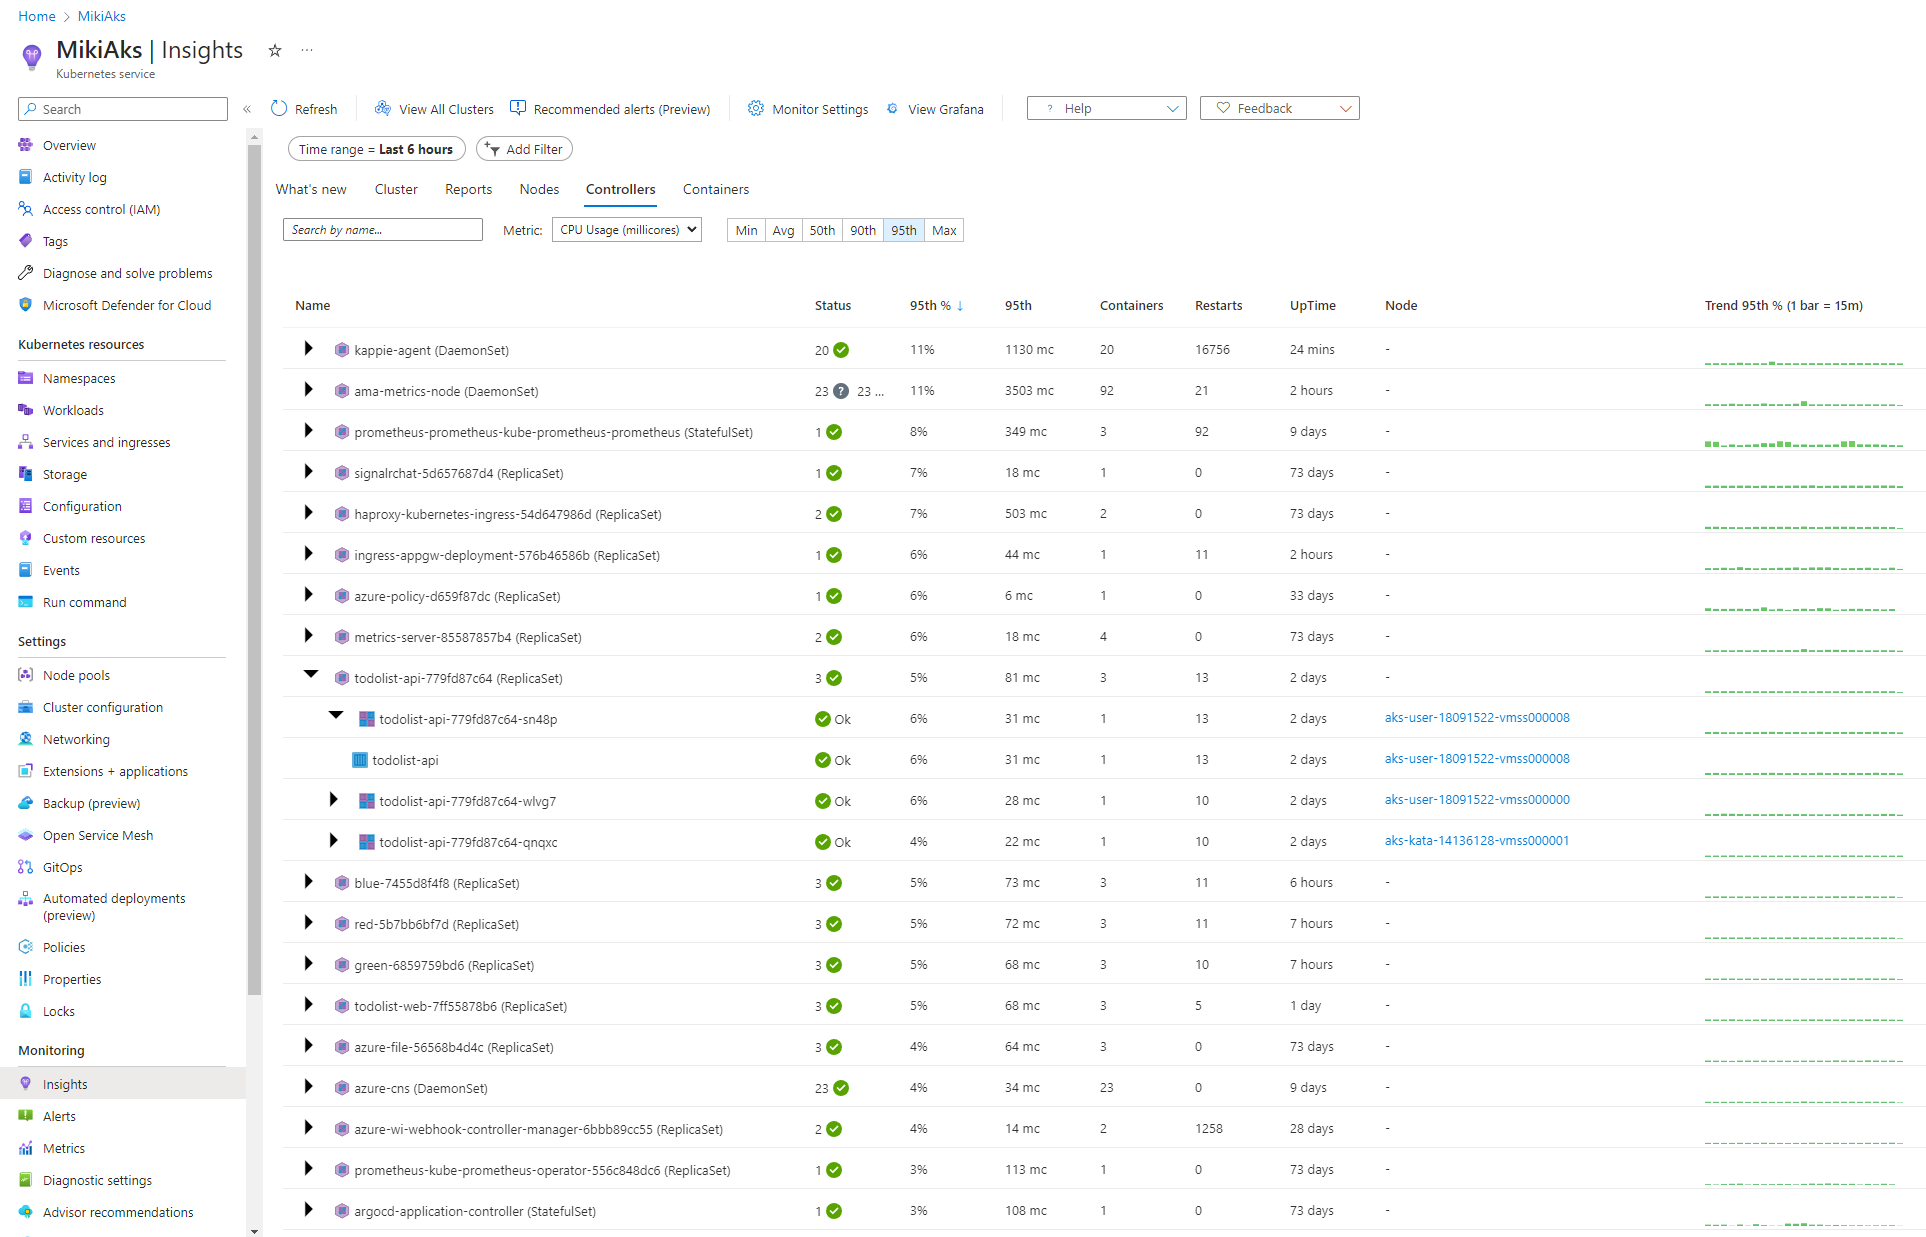 Home > MikiAks
MikiAks | Insights ☆ ...
Kubernetes service
Search
«
Refresh
View All Clusters
Recommended alerts (Preview)
Monitor Settings
View Grafana
? Help
Feedback
Overview
Activity log
Access control (IAM)
Tags
Diagnose and solve problems
Microsoft Defender for Cloud
Kubernetes resources
Namespaces
Workloads
Services and ingresses
Storage
Configuration
Custom resources
Events
Run command
Settings
Node pools
Cluster configuration
Networking
Extensions + applications
Backup (preview)
Open Service Mesh
GitOps
Automated deployments
(preview)
Policies
Properties
Locks
Monitoring
Insights
Alerts
Metrics
Diagnostic settings
Advisor recommendations
Time range = Last 6 hours
Add Filter
What's new Cluster Reports Nodes Controllers Containers
Search by name... Metric: CPU Usage (millicores) Min Avg 50th 90th 95th Max
Name Status 95th % ↓ 95th Containers Restarts UpTime Node Trend 95th % (1 bar = 15m)
kappie-agent (DaemonSet) 20 11% 1130 mc 20 16756 24 mins -
ama-metrics-node (DaemonSet) 23 ? 23 ... 11% 3503 mc 92 21 2 hours -
prometheus-prometheus-kube-prometheus-prometheus (StatefulSet) 1 8% 349 mc 3 92 9 days -
signalrchat-5d657687d4 (ReplicaSet) 1 7% 18 mc 1 0 73 days -
haproxy-kubernetes-ingress-54d647986d (ReplicaSet) 2 7% 503 mc 2 0 73 days -
ingress-appgw-deployment-576b46586b (ReplicaSet) 1 6% 44 mc 1 11 2 hours -
azure-policy-d659f87dc (ReplicaSet) 1 6% 6 mc 1 0 33 days -
metrics-server-85587857b4 (ReplicaSet) 2 6% 18 mc 4 0 73 days -
todolist-api-779fd87c64 (ReplicaSet) 3 5% 81 mc 3 13 2 days -
todolist-api-779fd87c64-sn48p Ok 6% 31 mc 1 13 2 days aks-user-18091522-vmss000008
todolist-api Ok 6% 31 mc 1 13 2 days aks-user-18091522-vmss000008
todolist-api-779fd87c64-wlvg7 Ok 6% 28 mc 1 10 2 days aks-user-18091522-vmss000000
todolist-api-779fd87c64-qnqxc Ok 4% 22 mc 1 10 2 days aks-kata-14136128-vmss000001
blue-7455d8f4f8 (ReplicaSet) 3 5% 73 mc 3 11 6 hours -
red-5b7bb6bf7d (ReplicaSet) 3 5% 72 mc 3 11 7 hours -
green-6859759bd6 (ReplicaSet) 3 5% 68 mc 3 10 7 hours -
todolist-web-7ff55878b6 (ReplicaSet) 3 5% 68 mc 3 5 1 day -
azure-file-56568b4d4c (ReplicaSet) 3 4% 64 mc 3 0 73 days -
azure-cns (DaemonSet) 23 4% 34 mc 23 0 9 days -
azure-wi-webhook-controller-manager-6bbb89cc55 (ReplicaSet) 2 4% 14 mc 2 1258 28 days -
prometheus-kube-prometheus-operator-556c848dc6 (ReplicaSet) 1 3% 113 mc 1 0 73 days -
argocd-application-controller (StatefulSet) 1 3% 108 mc 1 0 73 days -